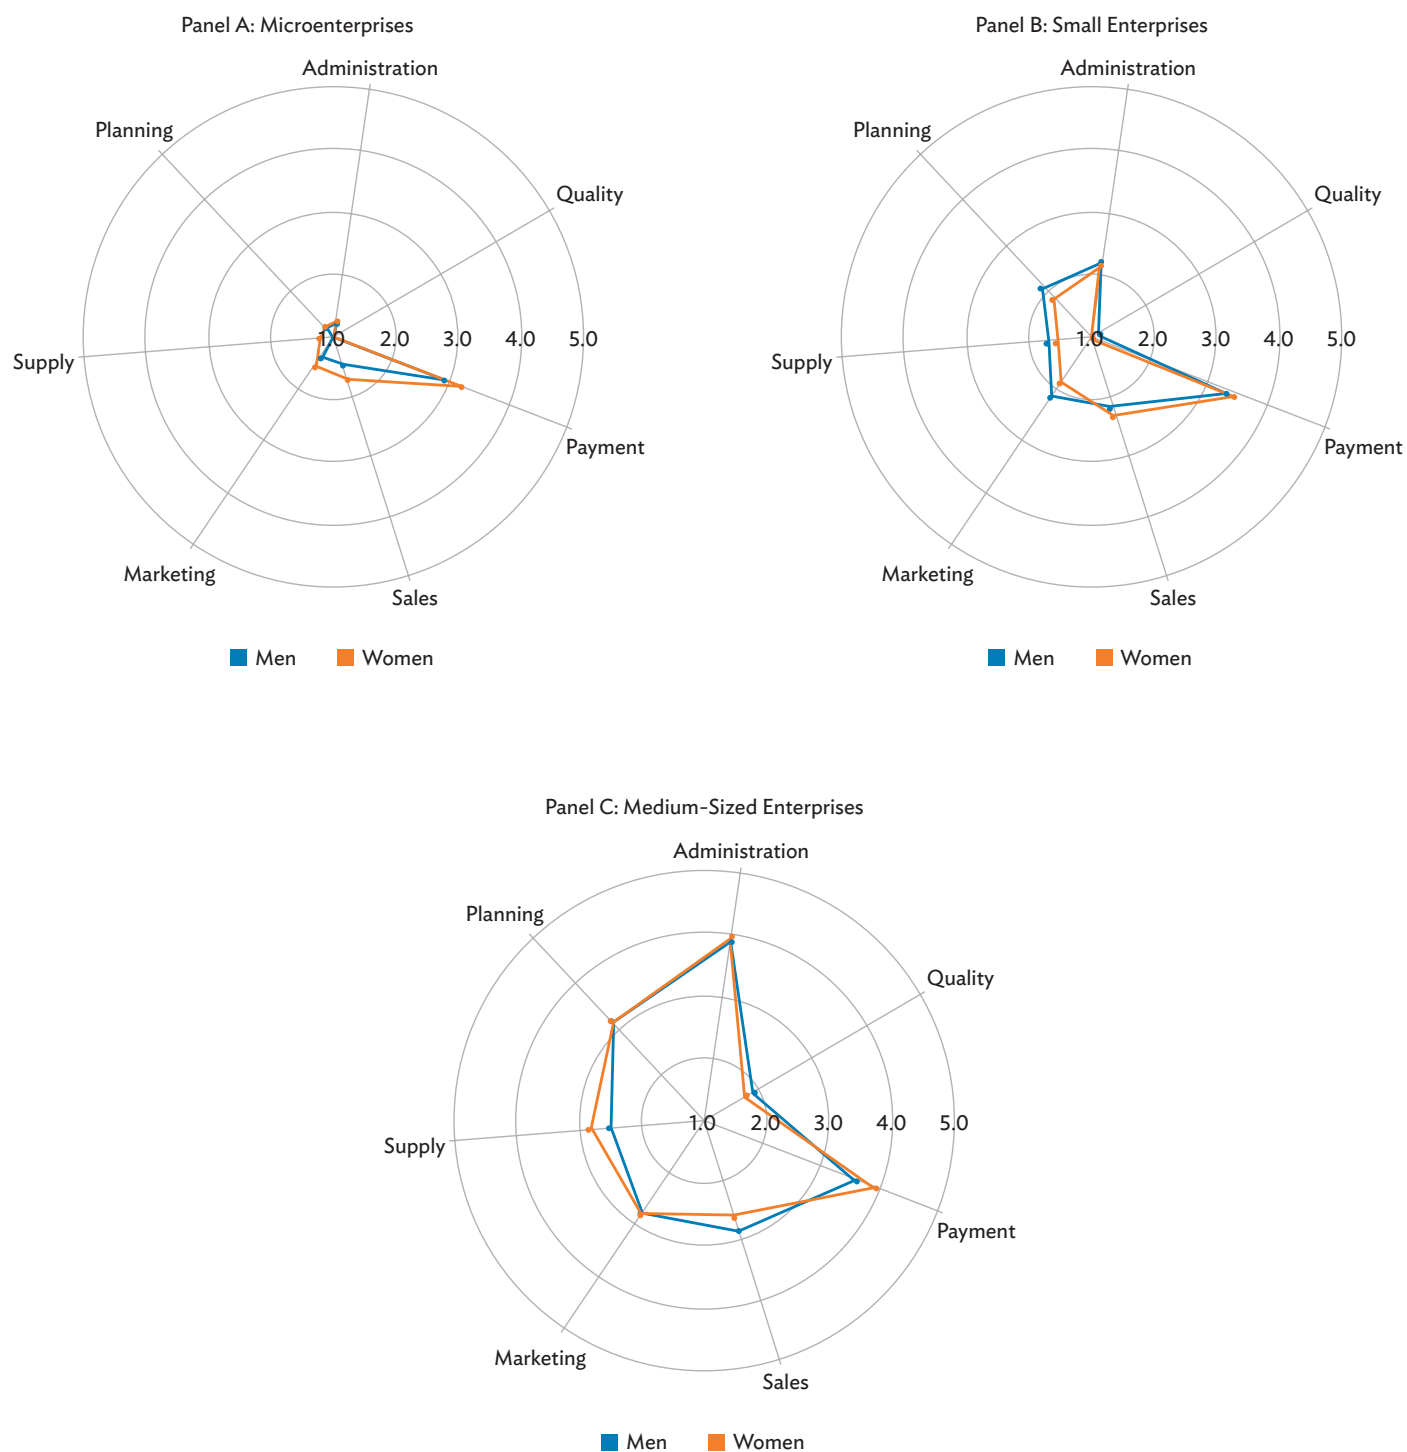 Panel A: Microenterprises
Administration
Planning
Quality
1.0 2.0 3.0 4.0 5.0
Supply
Payment
Marketing
Sales
Men Women
Panel B: Small Enterprises
Administration
Planning
Quality
1.0 2.0 3.0 4.0 5.0
Supply
Payment
Marketing
Sales
Men Women
Panel C: Medium-Sized Enterprises
Administration
Planning
Quality
1.0 2.0 3.0 4.0 5.0
Supply
Payment
Marketing
Sales
Men Women